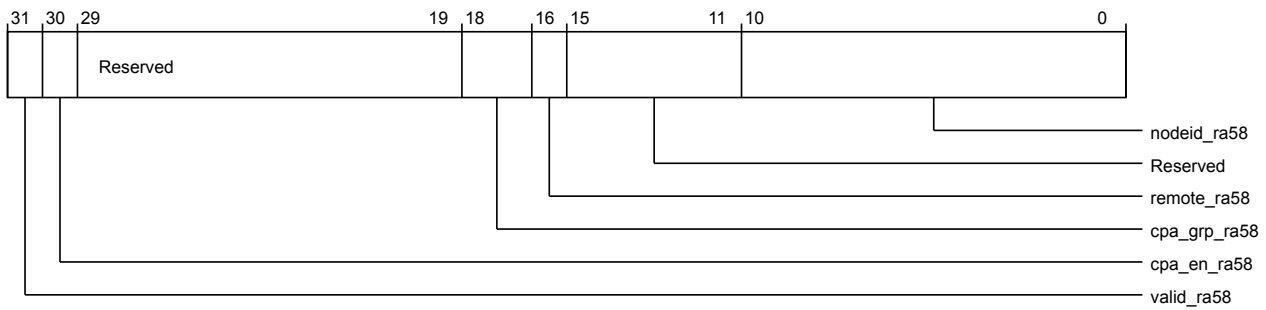 31 30 29 19 18 16 15 11 10 0
Reserved
nodeid_ra58
Reserved
remote_ra58
cpa_grp_ra58
cpa_en_ra58
valid_ra58